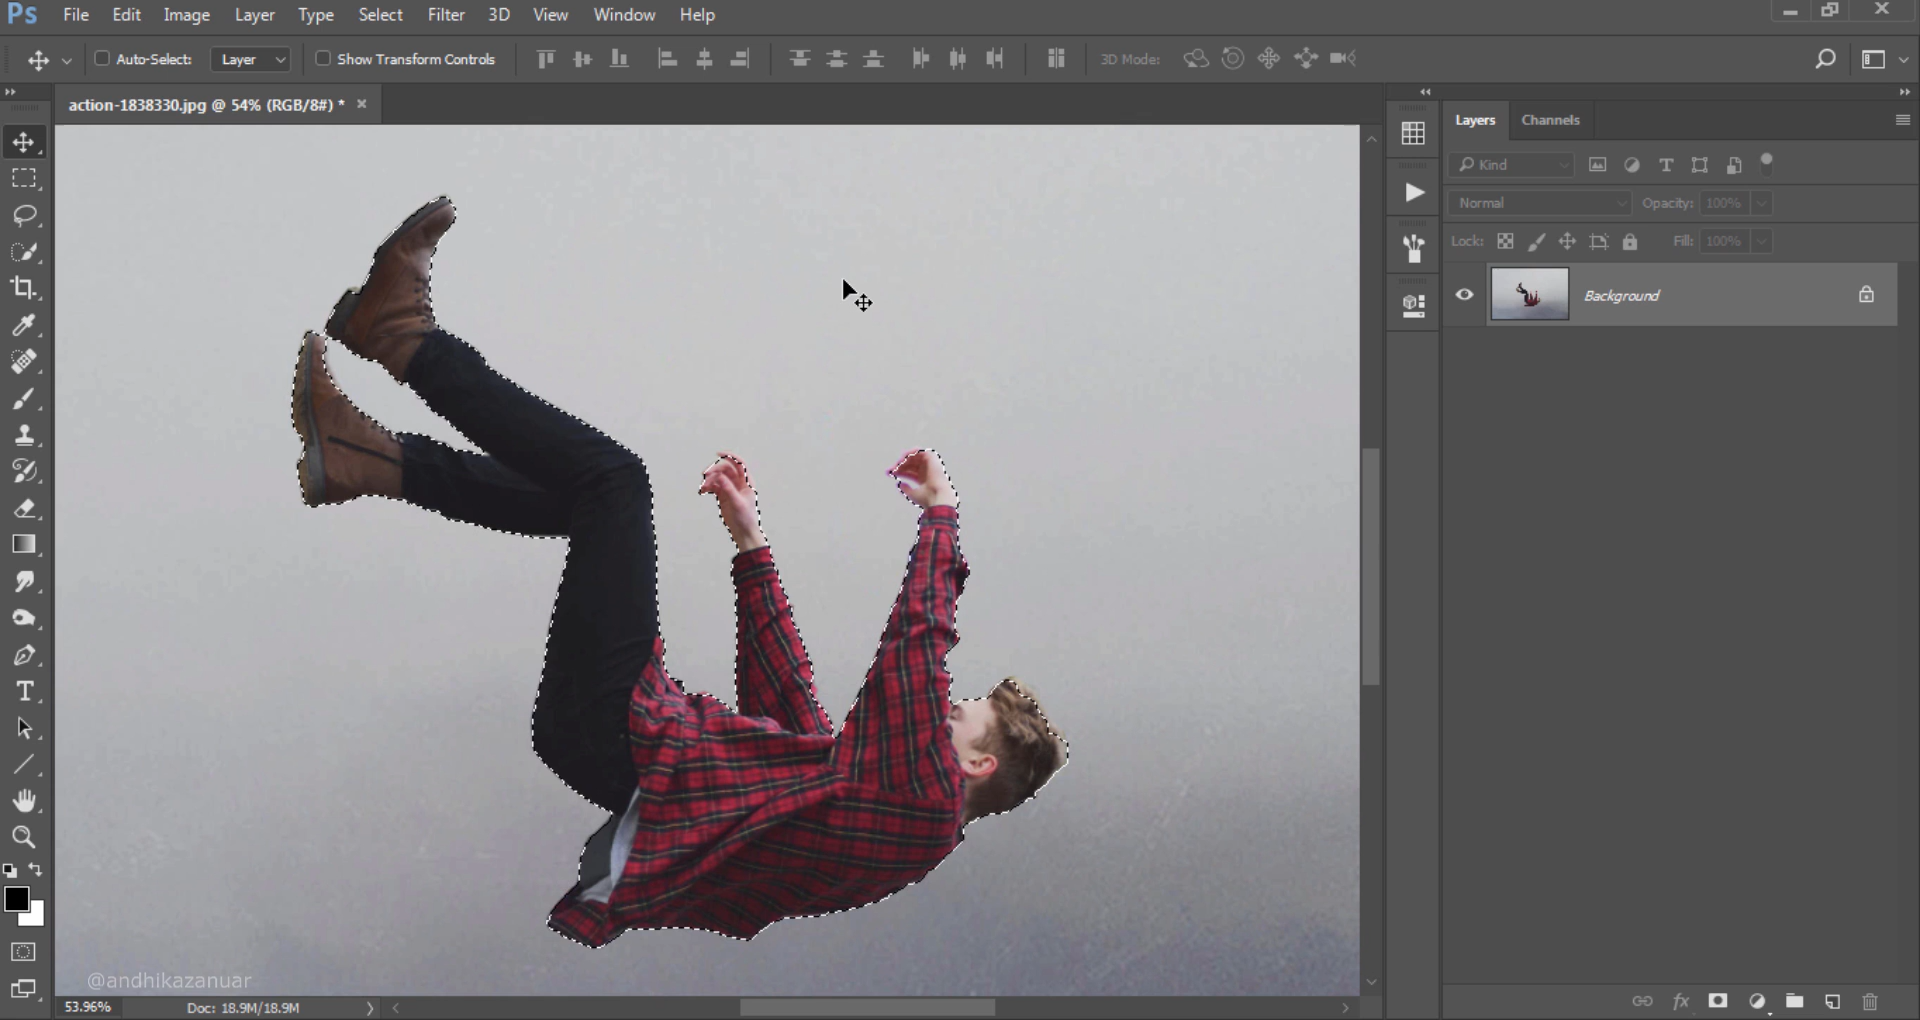 Ps File Edit Image Layer Type Select Filter 3D View Window Help
Auto-Select: Layer Show Transform Controls 3D Mode:
action-1838330.jpg @ 54% (RGB/8#) * ×
Layers Channels
Kind
Normal Opacity: 100%
Lock: Fill: 100%
Background
@andhikazanuar
53.96% Doc: 18.9M/18.9M